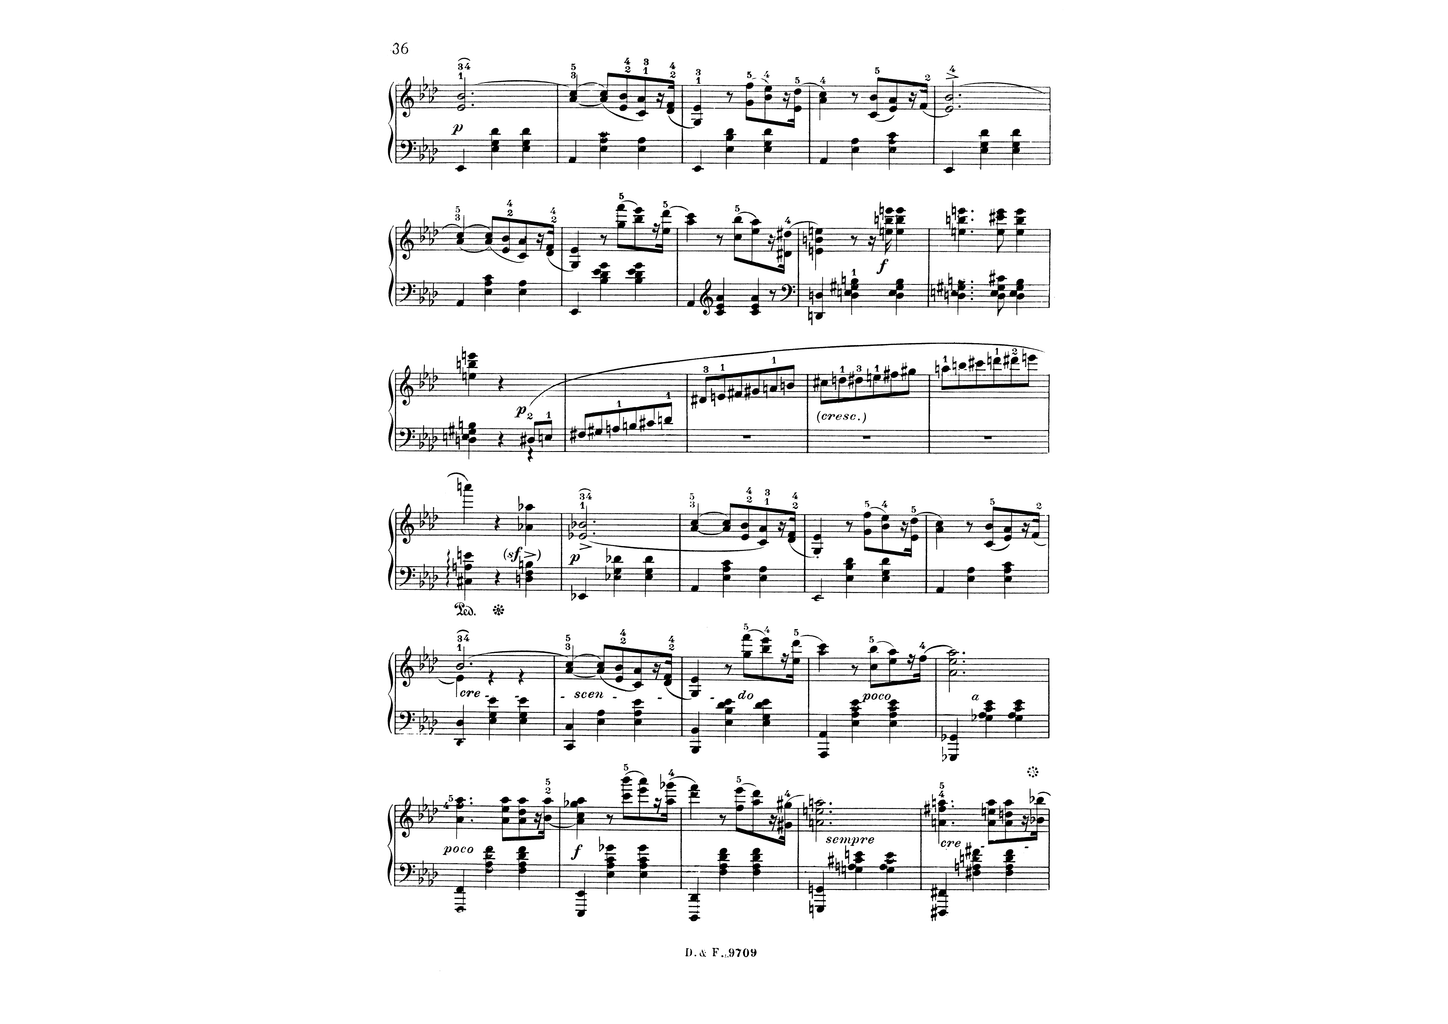 36
p
f
p
(cresc.)
(sf >)
p
Ped. *
cre - - - scen - - - - do poco a
*
poco f sempre cre - -
D. & F. 9709